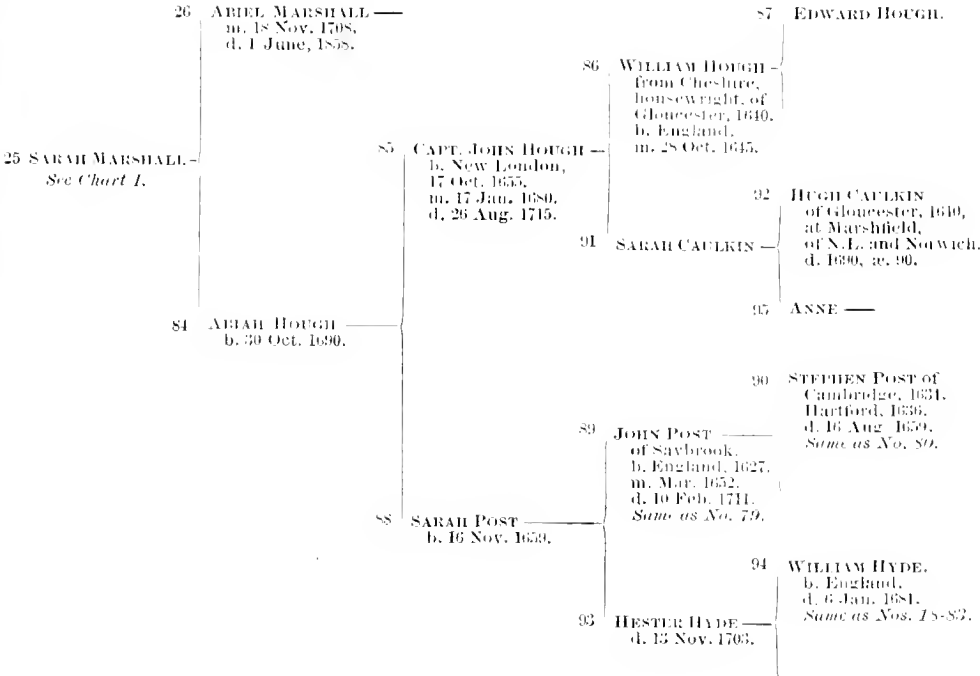 26 ABIEL MARSHALL —
m. 18 Nov. 1708.
d. 1 June, 1858.
25 SARAH MARSHALL -
See Chart I.
84 ABIAH HOUGH
b. 30 Oct. 1690.
85 CAPT. JOHN HOUGH
b. New London,
17 Oct. 1655.
m. 17 Jan. 1680.
d. 26 Aug. 1715.
88 SARAH POST
b. 16 Nov. 1659.
86 WILLIAM HOUGH
from Cheshire,
housewright, of
Gloucester, 1640.
b. England.
m. 28 Oct. 1645.
91 SARAH CAULKIN
89 JOHN POST
of Saybrook.
b. England, 1627.
m. Mar. 1652.
d. 10 Feb. 1711.
Same as No. 79.
93 HESTER HYDE
d. 13 Nov. 1703.
87 EDWARD HOUGH.
92 HUGH CAULKIN
of Gloucester, 1640,
at Marshfield,
of N.L. and Norwich.
d. 1690, æ. 90.
95 ANNE —
90 STEPHEN POST of
Cambridge, 1634.
Hartford, 1636.
d. 16 Aug. 1659.
Same as No. 80.
94 WILLIAM HYDE.
b. England.
d. 6 Jan. 1681.
Same as Nos. 18-83.